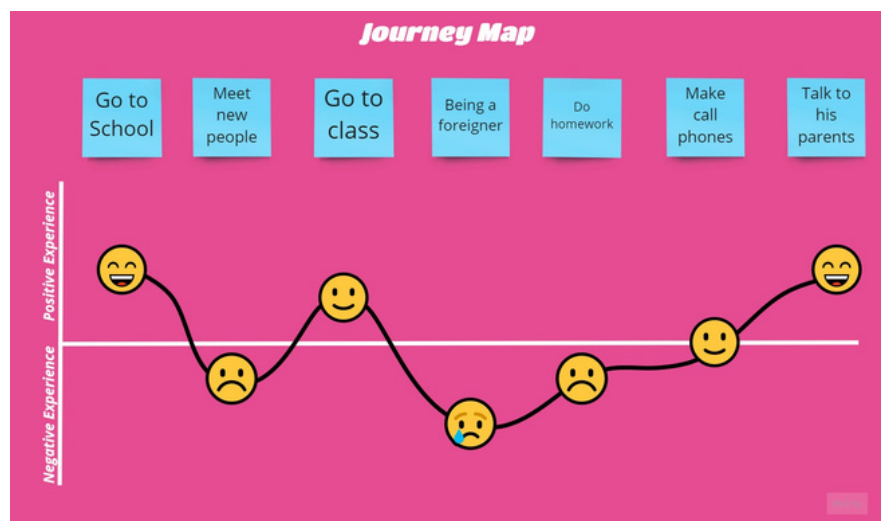 Journey Map
Go to
School
Meet
new
people
Go to
class
Being a
foreigner
Do
homework
Make
call
phones
Talk to
his
parents
Positive Experience
Negative Experience